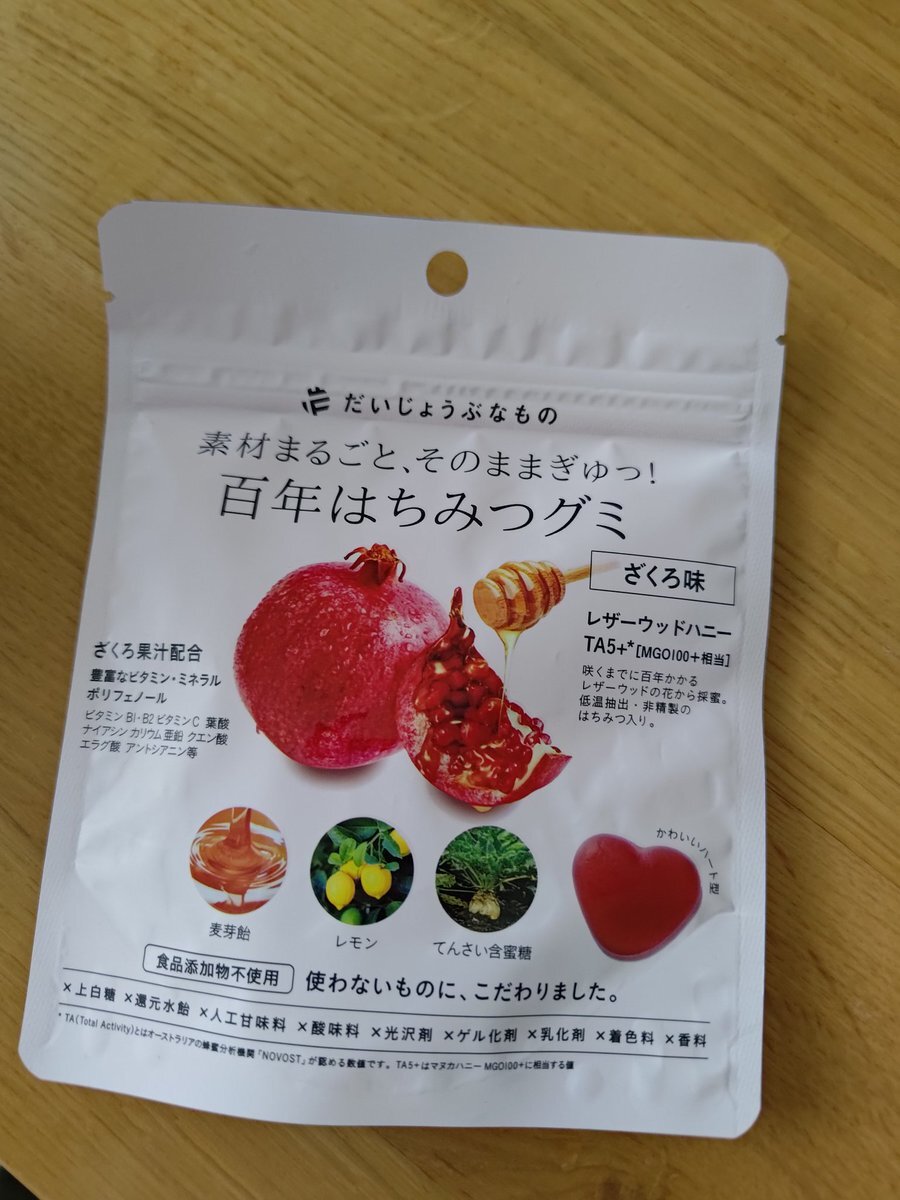 だいじょうぶなもの
素材まるごと、そのままぎゅっ!
百年はちみつグミ
ざくろ味
レザーウッドハニー
TA5+*[MGO100+相当]
咲くまでに百年かかる
レザーウッドの花から採蜜。
低温抽出・非精製の
はちみつ入り。
ざくろ果汁配合
豊富なビタミン・ミネラル
ポリフェノール
ビタミンB1・B2 ビタミンC 葉酸
ナイアシン カリウム 亜鉛 クエン酸
エラグ酸 アントシアニン等
麦芽飴
レモン
てんさい含蜜糖
かわいいハート型
食品添加物不使用
使わないものに、こだわりました。
×上白糖 ×還元水飴 ×人工甘味料 ×酸味料 ×光沢剤 ×ゲル化剤 ×乳化剤 ×着色料 ×香料
*TA(Total Activity)とはオーストラリアの蜂蜜分析機関「NOVOST」が認める数値です。TA5+はマヌカハニーMGO100+に相当する値